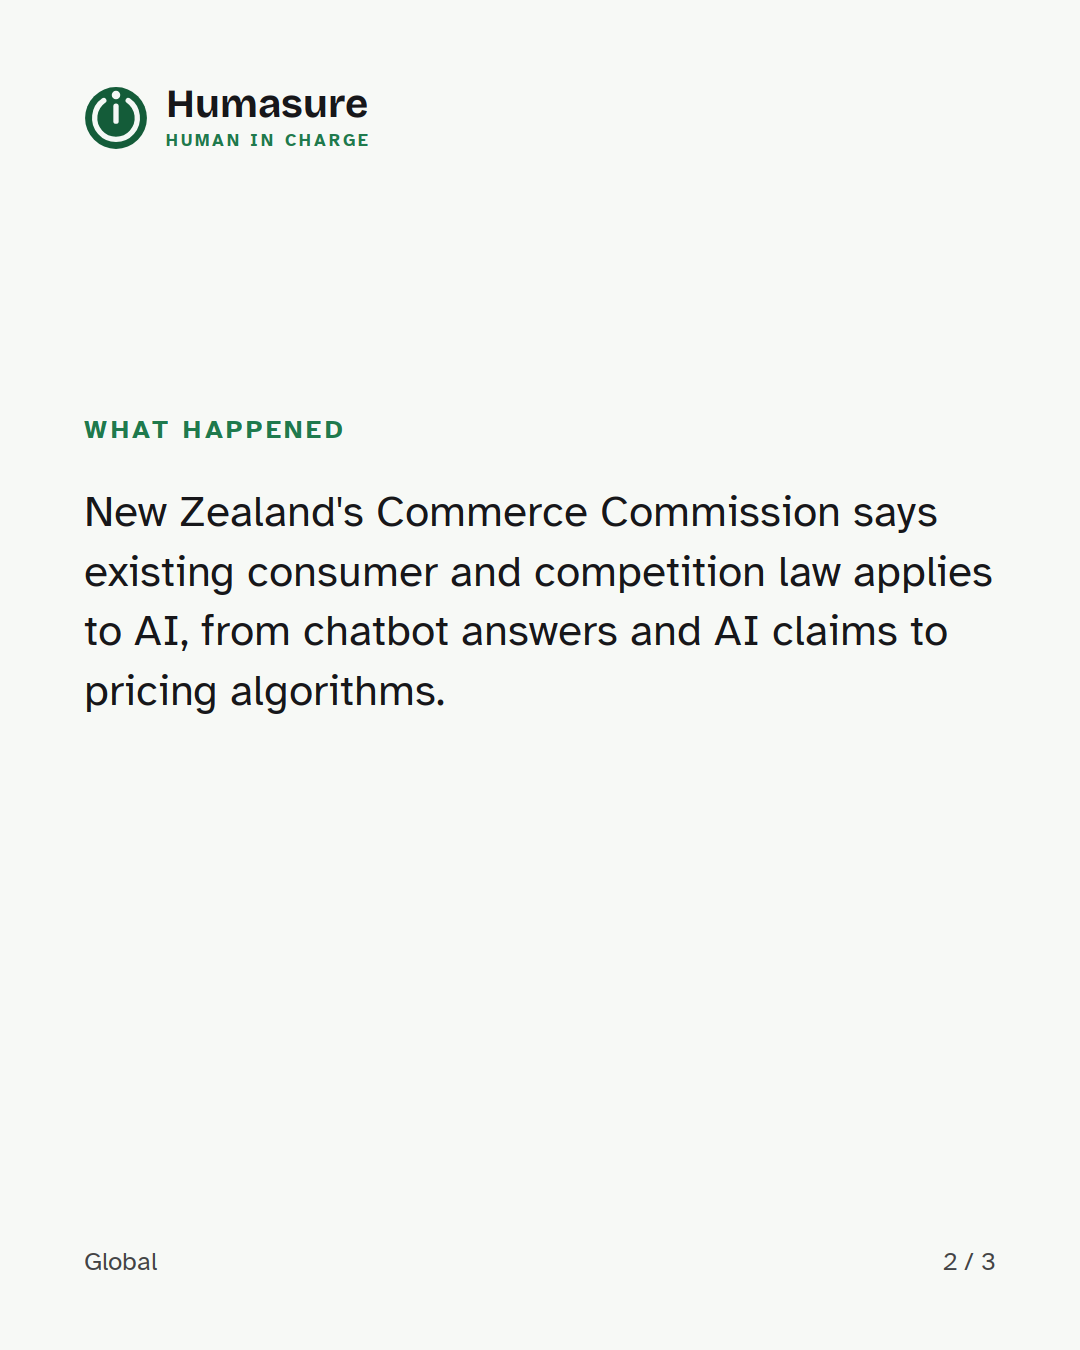 Humasure
HUMAN IN CHARGE
WHAT HAPPENED
New Zealand's Commerce Commission says
existing consumer and competition law applies
to AI, from chatbot answers and AI claims to
pricing algorithms.
Global
2 / 3